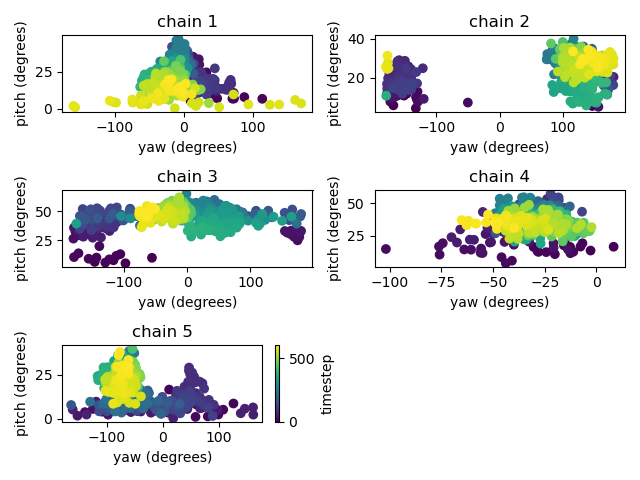 chain 1
pitch (degrees)
25
0
−100
0
100
yaw (degrees)
chain 2
pitch (degrees)
40
20
−100
0
100
yaw (degrees)
chain 3
pitch (degrees)
50
25
−100
0
100
yaw (degrees)
chain 4
pitch (degrees)
50
25
−100
−75
−50
−25
0
yaw (degrees)
chain 5
pitch (degrees)
25
0
−100
0
100
yaw (degrees)
500
0
timestep